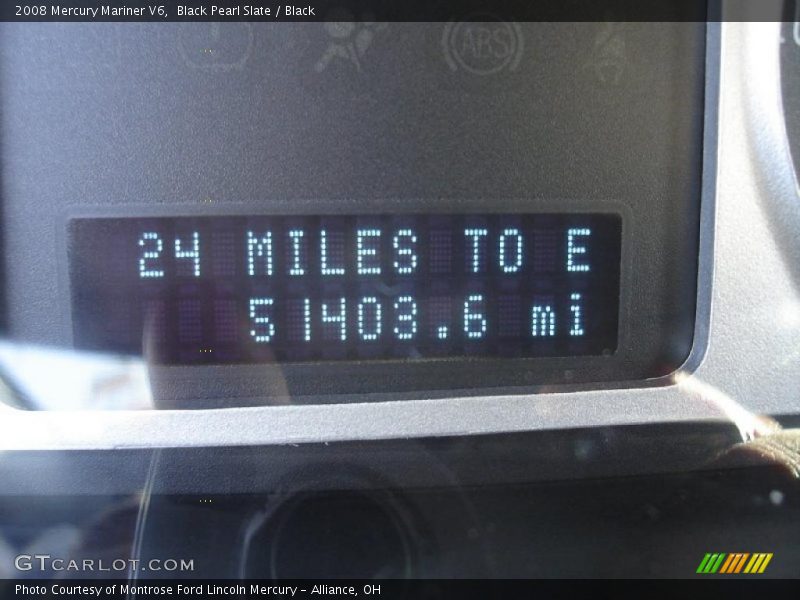 2008 Mercury Mariner V6,  Black Pearl Slate / Black
ABS
24 MILES TO E
51403.6 mi
GTCARLOT.COM
Photo Courtesy of Montrose Ford Lincoln Mercury - Alliance, OH